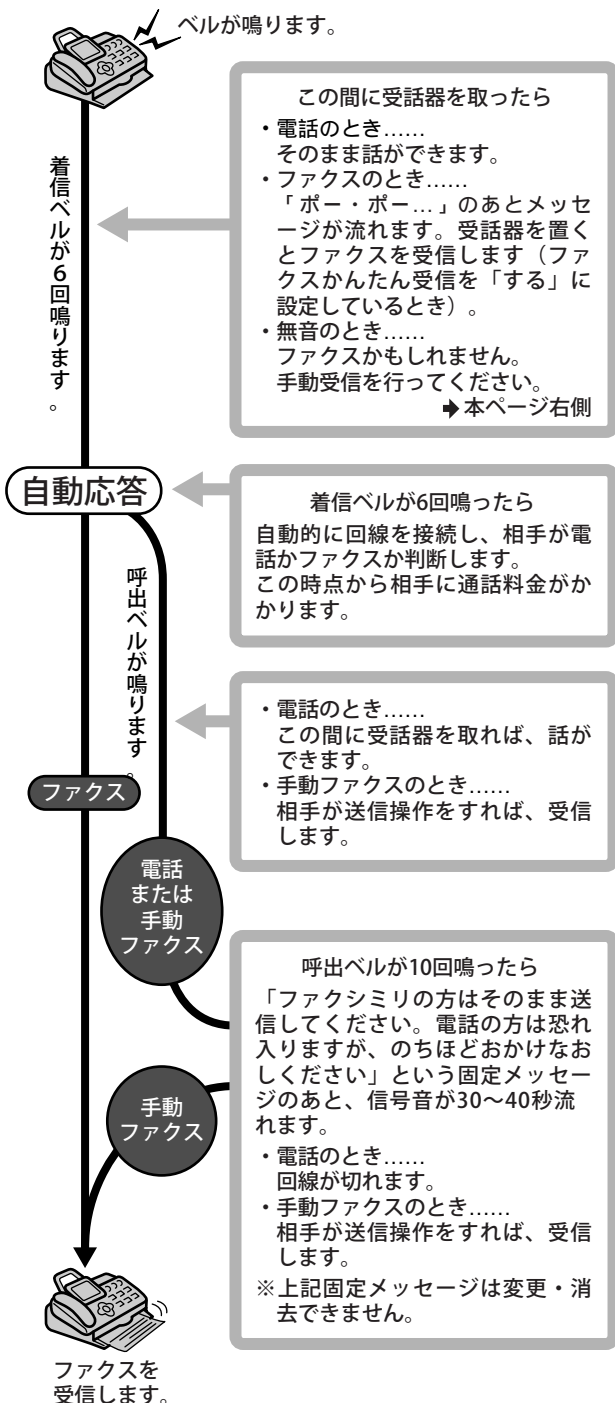 ベルが鳴ります。
この間に受話器を取ったら
・電話のとき……
そのまま話ができます。
・ファクスのとき……
「ポー・ポー…」のあとメッセ
ージが流れます。受話器を置く
とファクスを受信します（ファ
クスかんたん受信を「する」に
設定しているとき）。
・無音のとき……
ファクスかもしれません。
手動受信を行ってください。
➡本ページ右側
着信ベルが6回鳴ります。
自動応答
着信ベルが6回鳴ったら
自動的に回線を接続し、相手が電
話かファクスか判断します。
この時点から相手に通話料金がか
かります。
呼出ベルが鳴ります。
・電話のとき……
この間に受話器を取れば、話が
できます。
・手動ファクスのとき……
相手が送信操作をすれば、受信
します。
ファクス
電話
または
手動
ファクス
呼出ベルが10回鳴ったら
「ファクシミリの方はそのまま送
信してください。電話の方は恐れ
入りますが、のちほどおかけなお
しください」という固定メッセー
ジのあと、信号音が30～40秒流
れます。
・電話のとき……
回線が切れます。
・手動ファクスのとき……
相手が送信操作をすれば、受信
します。
※上記固定メッセージは変更・消
去できません。
手動
ファクス
ファクスを
受信します。